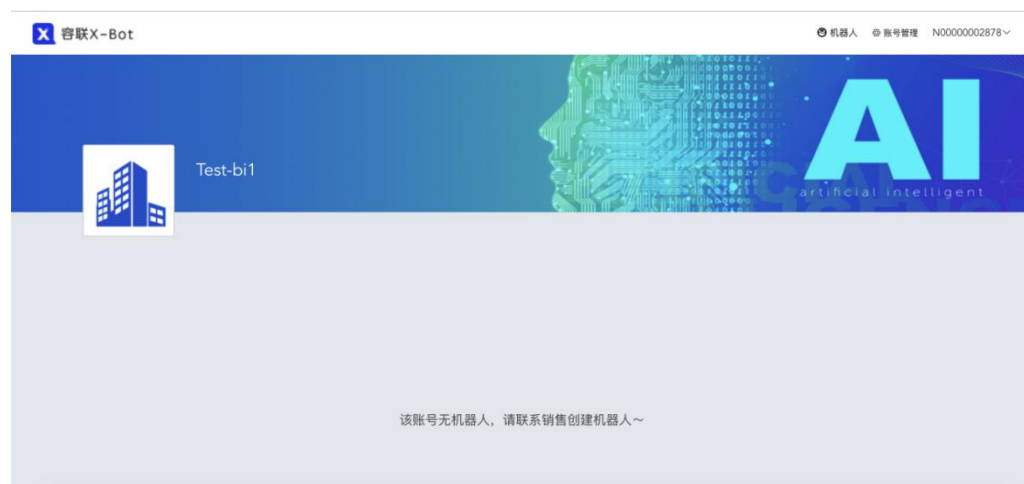 容联X-Bot
机器人 账号管理 N00000002878
AI
artificial intelligent
Test-bi1
该账号无机器人，请联系销售创建机器人～